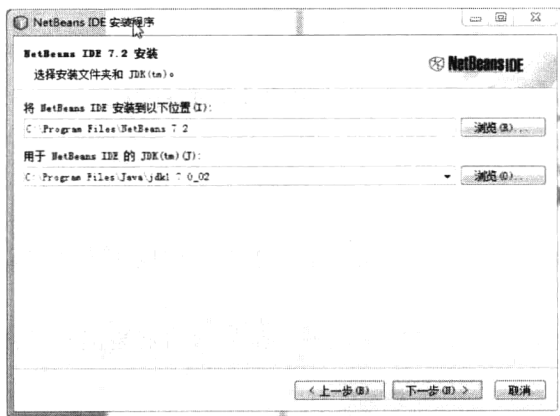 NetBeans IDE 安装程序
NetBeans IDE 7.2 安装
选择安装文件夹和 JDK(tm)。
NetBeans IDE
将 NetBeans IDE 安装到以下位置(I):
C:\Program Files\NetBeans 7.2
浏览(R)...
用于 NetBeans IDE 的 JDK(tm)(J):
C:\Program Files\Java\jdk1.7.0_02
浏览(O)...
< 上一步(B)
下一步(N) >
取消